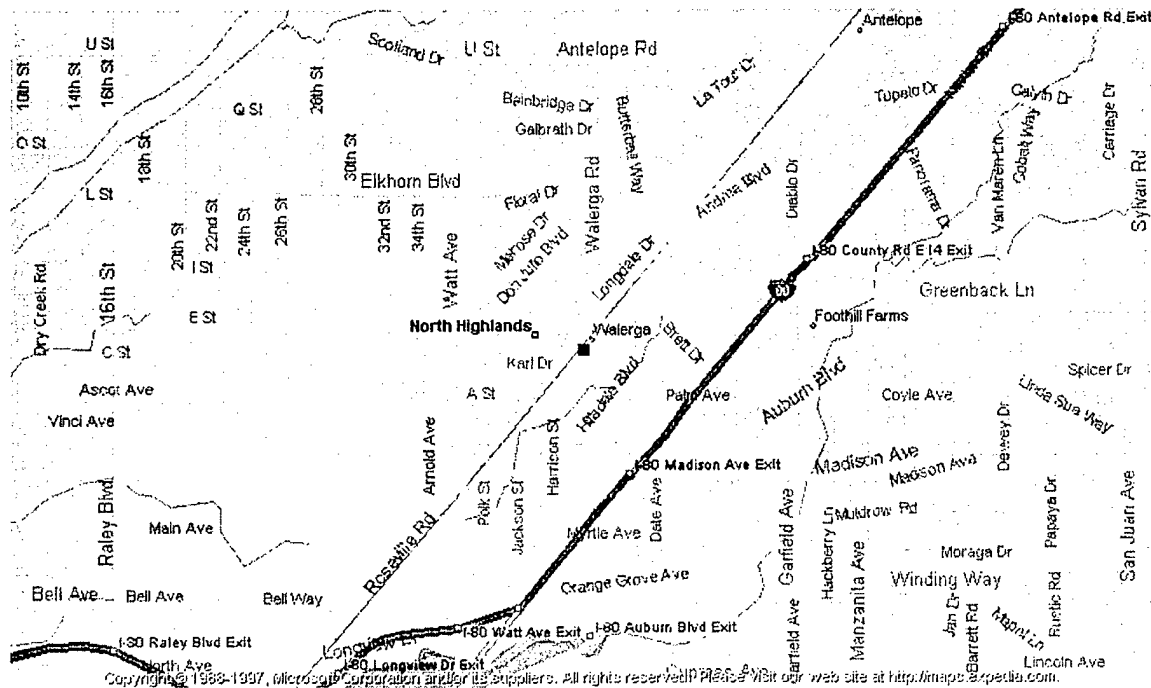 Antelope
I-80 Antelope Rd Exit
U St
Scotland Dr
U St
Antelope Rd
10th St
14th St
16th St
28th St
La Tour Dr
Tupelo Dr
Carriage Dr
Bainbridge Dr
Q St
Galbrath Dr
18th St
30th St
Elkhorn Blvd
Walerga Rd
Andrea Blvd
Diablo Dr
Panorama Dr
Van Maren Ln
Sylvan Rd
L St
Floral Dr
20th St
22nd St
24th St
26th St
32nd St
34th St
Watt Ave
Melrose Dr
Don Julio Blvd
Longdale Dr
I-80 County Rd E14 Exit
I St
Dry Creek Rd
16th St
Greenback Ln
E St
North Highlands
Walerga
Brett Dr
Foothill Farms
C St
Karl Dr
Spicer Dr
Ascot Ave
A St
Palm Ave
Auburn Blvd
Coyle Ave
Linda Sue Way
Vinci Ave
Arnold Ave
Harrison St
Dewey Dr
I-80 Madison Ave Exit
Madison Ave
Madison Ave
Raley Blvd
Polk St
Jackson St
Date Ave
Garfield Ave
Hackberry Ln
Muldrow Rd
Papaya Dr
San Juan Ave
Main Ave
Roseville Rd
Myrtle Ave
Manzanita Ave
Moraga Dr
Orange Grove Ave
Winding Way
Bell Ave
Bell Ave
Bell Way
Jan Dr
Barrett Rd
Rustic Rd
I-80 Raley Blvd Exit
Longview Dr
I-80 Watt Ave Exit
I-80 Auburn Blvd Exit
Garfield Ave
North Ave
I-80 Longview Dr Exit
Cypress Ave
Lincoln Ave
Copyright © 1988-1997, Microsoft Corporation and/or its suppliers. All rights reserved. Please visit our web site at http://maps.expedia.com.